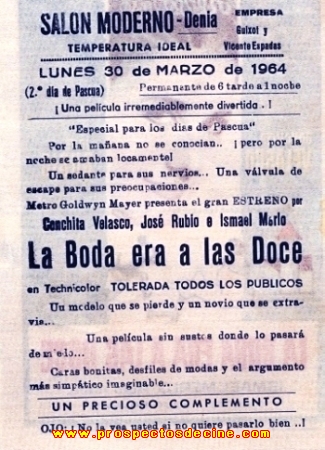 SALON MODERNO - Denia
EMPRESA
Guixot y
Vicente Espadas
TEMPERATURA IDEAL
LUNES 30 de MARZO de 1964
(2.º día de Pascua)
Permanente de 6 tarde a 1 noche
¡ Una película irremediablemente divertida . !
"Especial para los días de Pascua"
Por la mañana no se conocían.. ¡pero por la
noche se amaban locamente!
Un sedante para sus nervios... Una válvula de
escape para sus preocupaciones...
Metro Goldwyn Mayer presenta el gran ESTRENO por
Conchita Velasco, José Rubio e Ismael Merlo
La Boda era a las Doce
en Technicolor TOLERADA TODOS LOS PUBLICOS
Un modelo que se pierde y un novio que se extra-
vía...
Una película sin sustos donde lo pasará
de miedo...
Caras bonitas, desfiles de modas y el argumento
más simpático imaginable...
UN PRECIOSO COMPLEMENTO
OJO: ¡ No la vea usted si no quiere pasarlo bien ..!
www.prospectosdecine.com